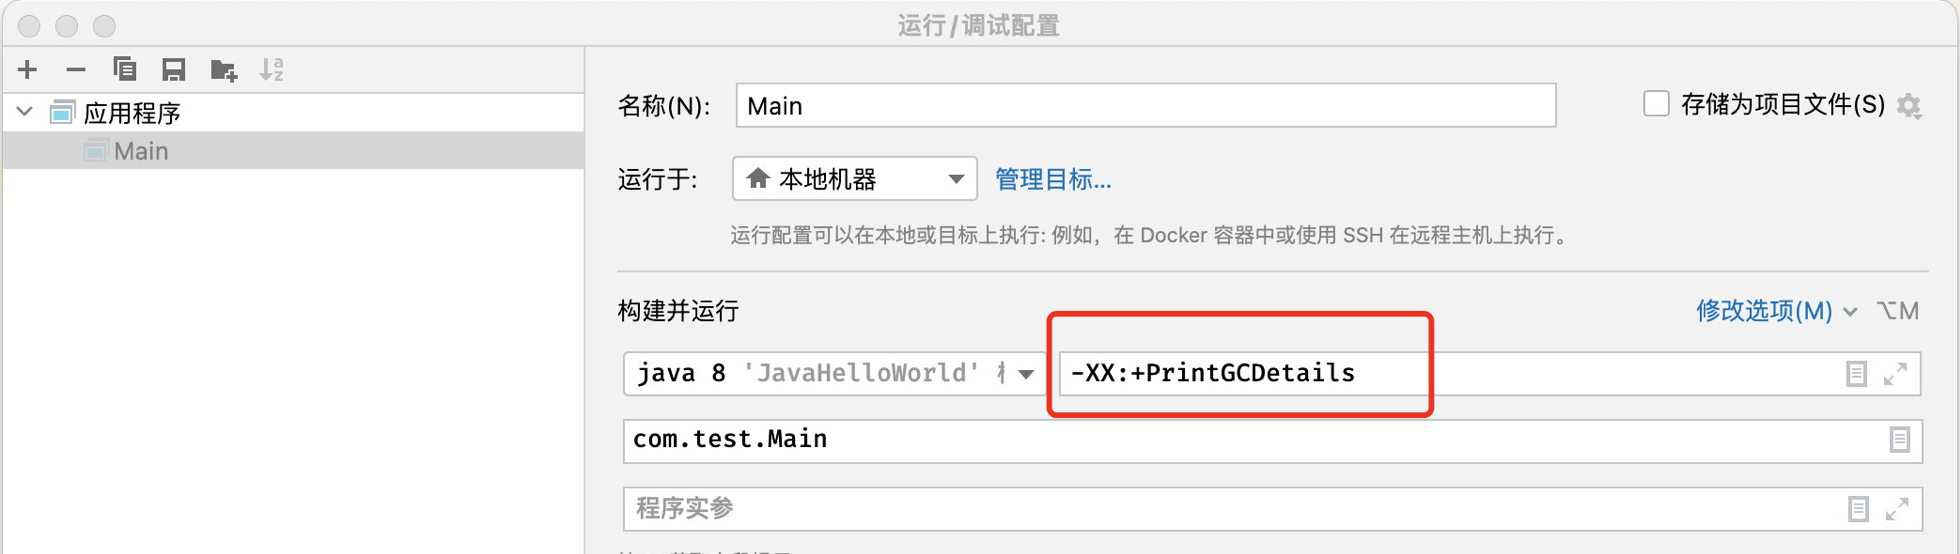 运行/调试配置
应用程序
Main
名称(N): Main 存储为项目文件(S)
运行于: 本地机器 管理目标...
运行配置可以在本地或目标上执行: 例如，在 Docker 容器中或使用 SSH 在远程主机上执行。
构建并运行 修改选项(M) ⌥M
java 8 'JavaHelloWorld' -XX:+PrintGCDetails
com.test.Main
程序实参